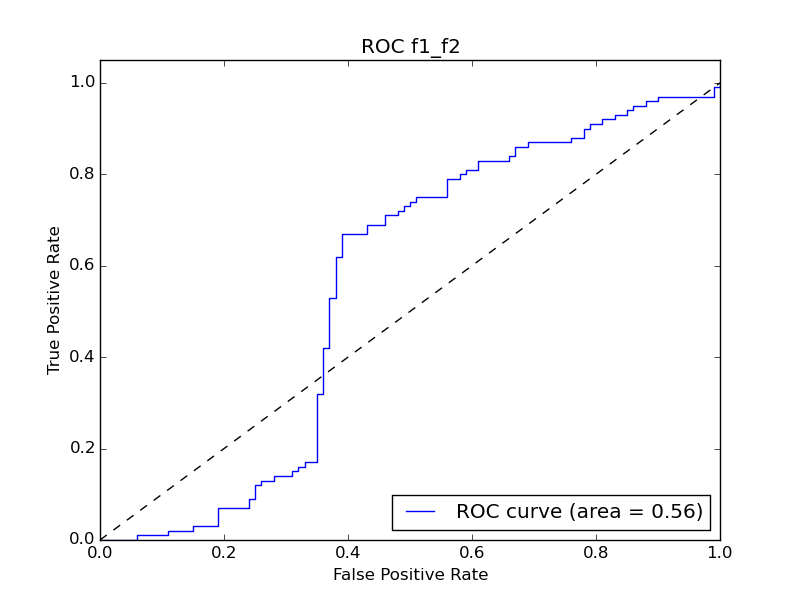 ROC f1_f2
True Positive Rate
1.0
0.8
0.6
0.4
0.2
0.0
0.0 0.2 0.4 0.6 0.8 1.0
False Positive Rate
ROC curve (area = 0.56)